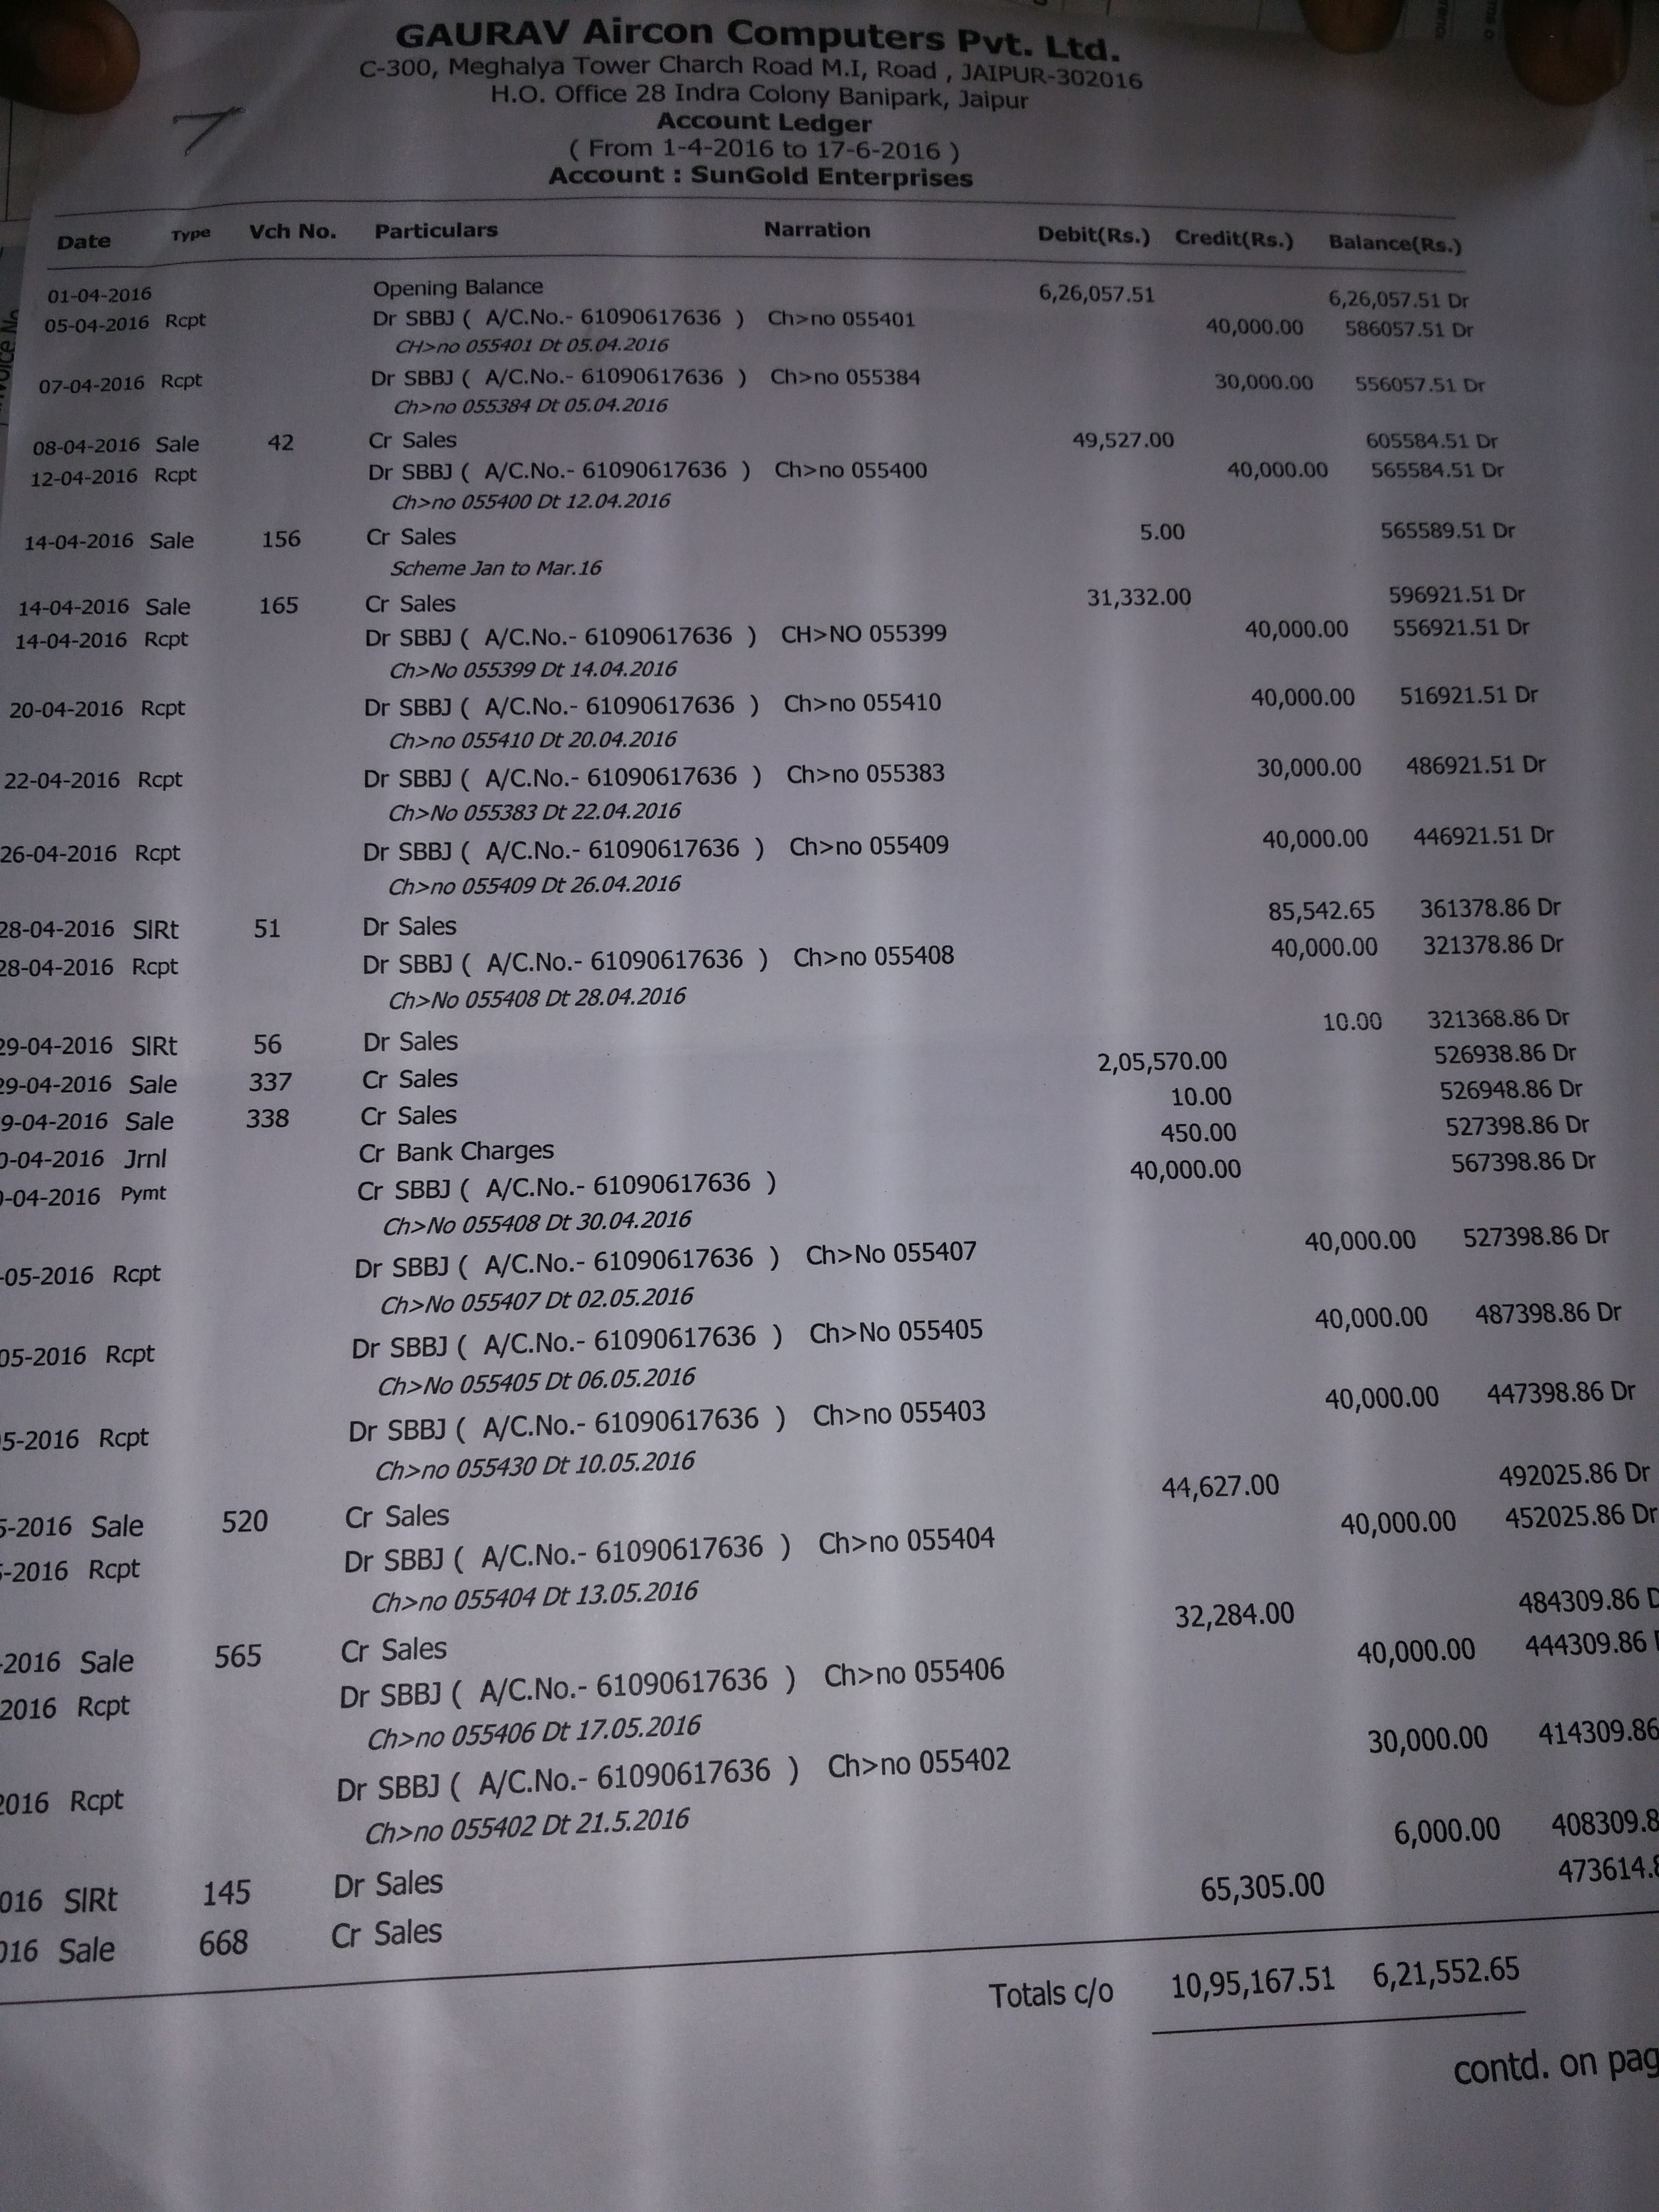 GAURAV Aircon Computers Pvt. Ltd.
C-300, Meghalya Tower Charch Road M.I, Road , JAIPUR-302016
H.O. Office 28 Indra Colony Banipark, Jaipur
Account Ledger
( From 1-4-2016 to 17-6-2016 )
Account : SunGold Enterprises
Date Type Vch No. Particulars Narration Debit(Rs.) Credit(Rs.) Balance(Rs.)
01-04-2016 Opening Balance 6,26,057.51 6,26,057.51 Dr
05-04-2016 Rcpt Dr SBBJ ( A/C.No.- 61090617636 ) Ch>no 055401 40,000.00 586057.51 Dr
CH>no 055401 Dt 05.04.2016
07-04-2016 Rcpt Dr SBBJ ( A/C.No.- 61090617636 ) Ch>no 055384 30,000.00 556057.51 Dr
Ch>no 055384 Dt 05.04.2016
08-04-2016 Sale 42 Cr Sales 49,527.00 605584.51 Dr
12-04-2016 Rcpt Dr SBBJ ( A/C.No.- 61090617636 ) Ch>no 055400 40,000.00 565584.51 Dr
Ch>no 055400 Dt 12.04.2016
14-04-2016 Sale 156 Cr Sales 5.00 565589.51 Dr
Scheme Jan to Mar.16
14-04-2016 Sale 165 Cr Sales 31,332.00 596921.51 Dr
14-04-2016 Rcpt Dr SBBJ ( A/C.No.- 61090617636 ) CH>NO 055399 40,000.00 556921.51 Dr
Ch>No 055399 Dt 14.04.2016
20-04-2016 Rcpt Dr SBBJ ( A/C.No.- 61090617636 ) Ch>no 055410 40,000.00 516921.51 Dr
Ch>no 055410 Dt 20.04.2016
22-04-2016 Rcpt Dr SBBJ ( A/C.No.- 61090617636 ) Ch>no 055383 30,000.00 486921.51 Dr
Ch>No 055383 Dt 22.04.2016
26-04-2016 Rcpt Dr SBBJ ( A/C.No.- 61090617636 ) Ch>no 055409 40,000.00 446921.51 Dr
Ch>no 055409 Dt 26.04.2016
28-04-2016 SlRt 51 Dr Sales 85,542.65 361378.86 Dr
28-04-2016 Rcpt Dr SBBJ ( A/C.No.- 61090617636 ) Ch>no 055408 40,000.00 321378.86 Dr
Ch>No 055408 Dt 28.04.2016
29-04-2016 SlRt 56 Dr Sales 10.00 321368.86 Dr
29-04-2016 Sale 337 Cr Sales 2,05,570.00 526938.86 Dr
9-04-2016 Sale 338 Cr Sales 10.00 526948.86 Dr
0-04-2016 Jrnl Cr Bank Charges 450.00 527398.86 Dr
-04-2016 Pymt Cr SBBJ ( A/C.No.- 61090617636 ) 40,000.00 567398.86 Dr
Ch>No 055408 Dt 30.04.2016
-05-2016 Rcpt Dr SBBJ ( A/C.No.- 61090617636 ) Ch>No 055407 40,000.00 527398.86 Dr
Ch>No 055407 Dt 02.05.2016
05-2016 Rcpt Dr SBBJ ( A/C.No.- 61090617636 ) Ch>No 055405 40,000.00 487398.86 Dr
Ch>No 055405 Dt 06.05.2016
5-2016 Rcpt Dr SBBJ ( A/C.No.- 61090617636 ) Ch>no 055403 40,000.00 447398.86 Dr
Ch>no 055430 Dt 10.05.2016
5-2016 Sale 520 Cr Sales 44,627.00 492025.86 Dr
-2016 Rcpt Dr SBBJ ( A/C.No.- 61090617636 ) Ch>no 055404 40,000.00 452025.86 Dr
Ch>no 055404 Dt 13.05.2016
-2016 Sale 565 Cr Sales 32,284.00 484309.86 D
2016 Rcpt Dr SBBJ ( A/C.No.- 61090617636 ) Ch>no 055406 40,000.00 444309.86
Ch>no 055406 Dt 17.05.2016
2016 Rcpt Dr SBBJ ( A/C.No.- 61090617636 ) Ch>no 055402 30,000.00 414309.86
Ch>no 055402 Dt 21.5.2016
016 SlRt 145 Dr Sales 6,000.00 408309.8
016 Sale 668 Cr Sales 65,305.00 473614.8
Totals c/o 10,95,167.51 6,21,552.65
contd. on pag